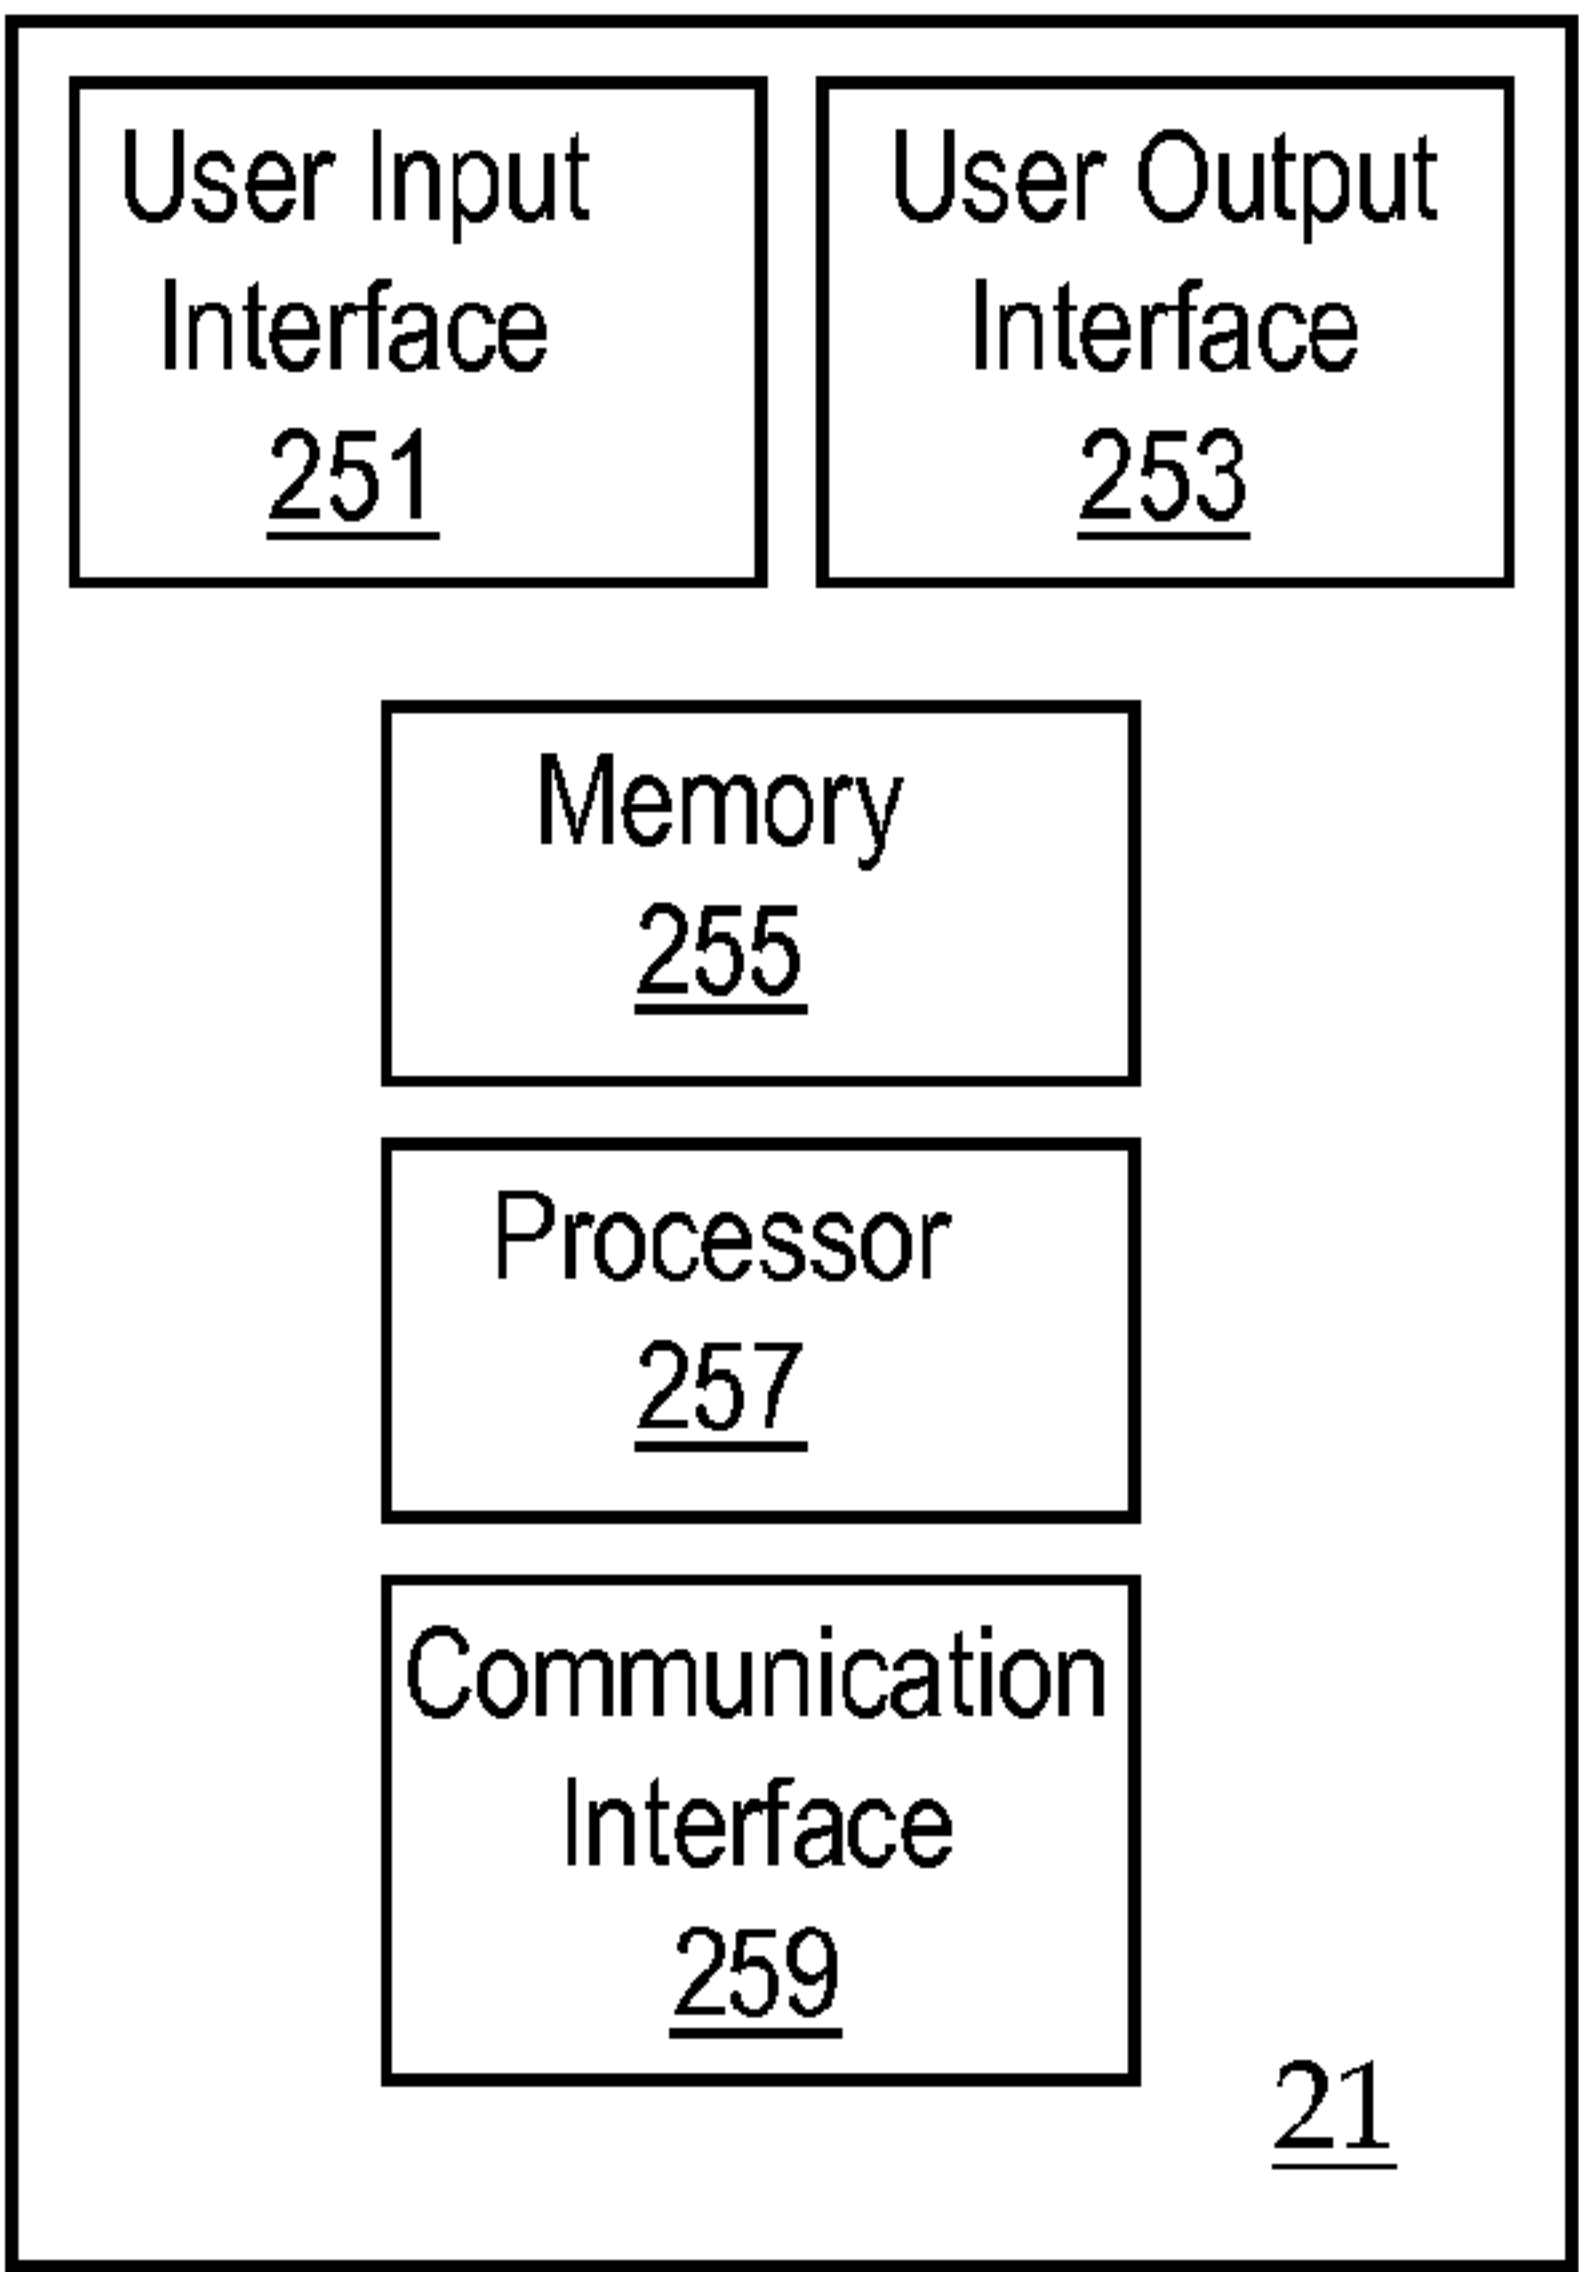 User Input
Interface
251
User Output
Interface
253
Memory
255
Processor
257
Communication
Interface
259
21